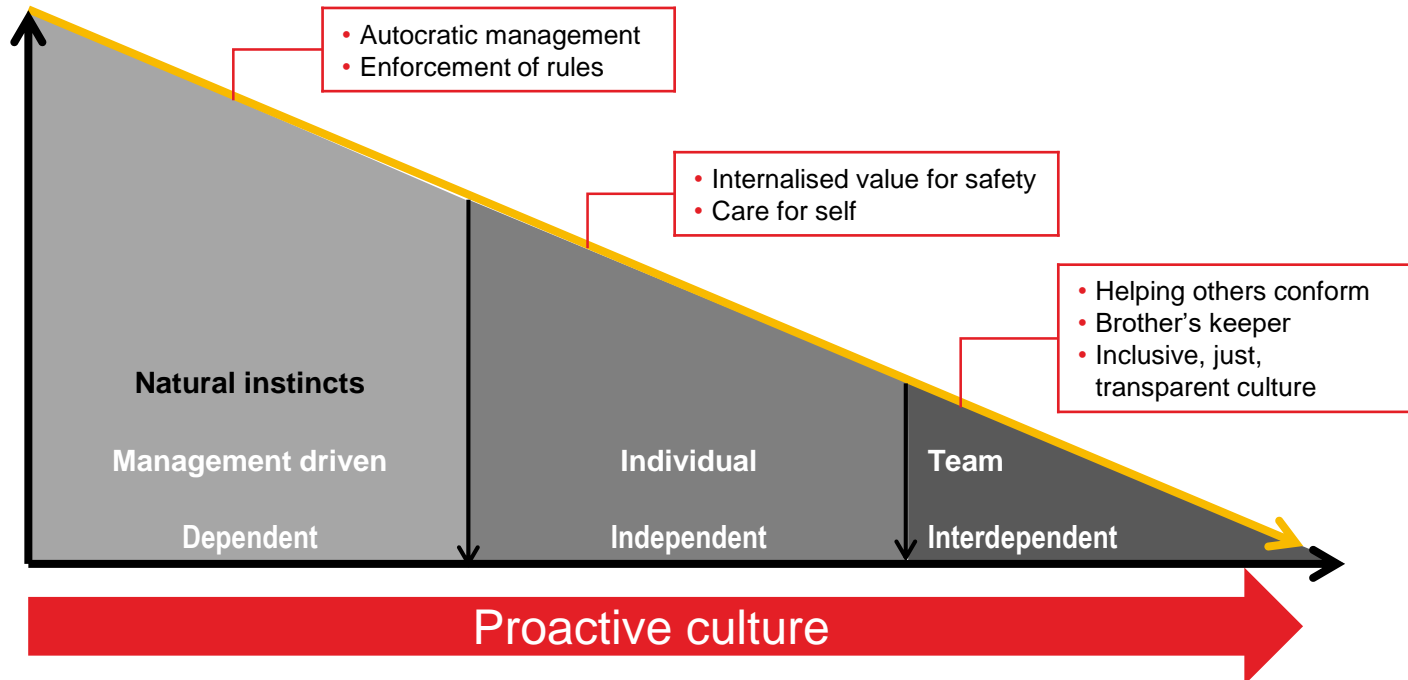 • Autocratic management
• Enforcement of rules
• Internalised value for safety
• Care for self
• Helping others conform
• Brother’s keeper
• Inclusive, just,
transparent culture
Natural instincts
Management driven
Individual
Team
Dependent
Independent
Interdependent
Proactive culture